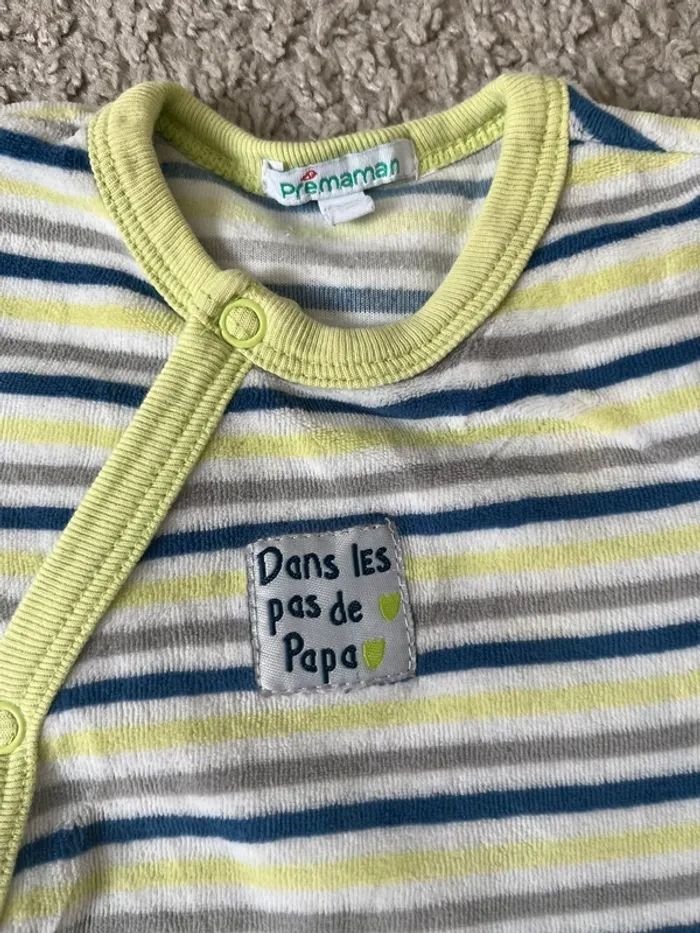 Prémaman
Dans lES
pas de
Papa